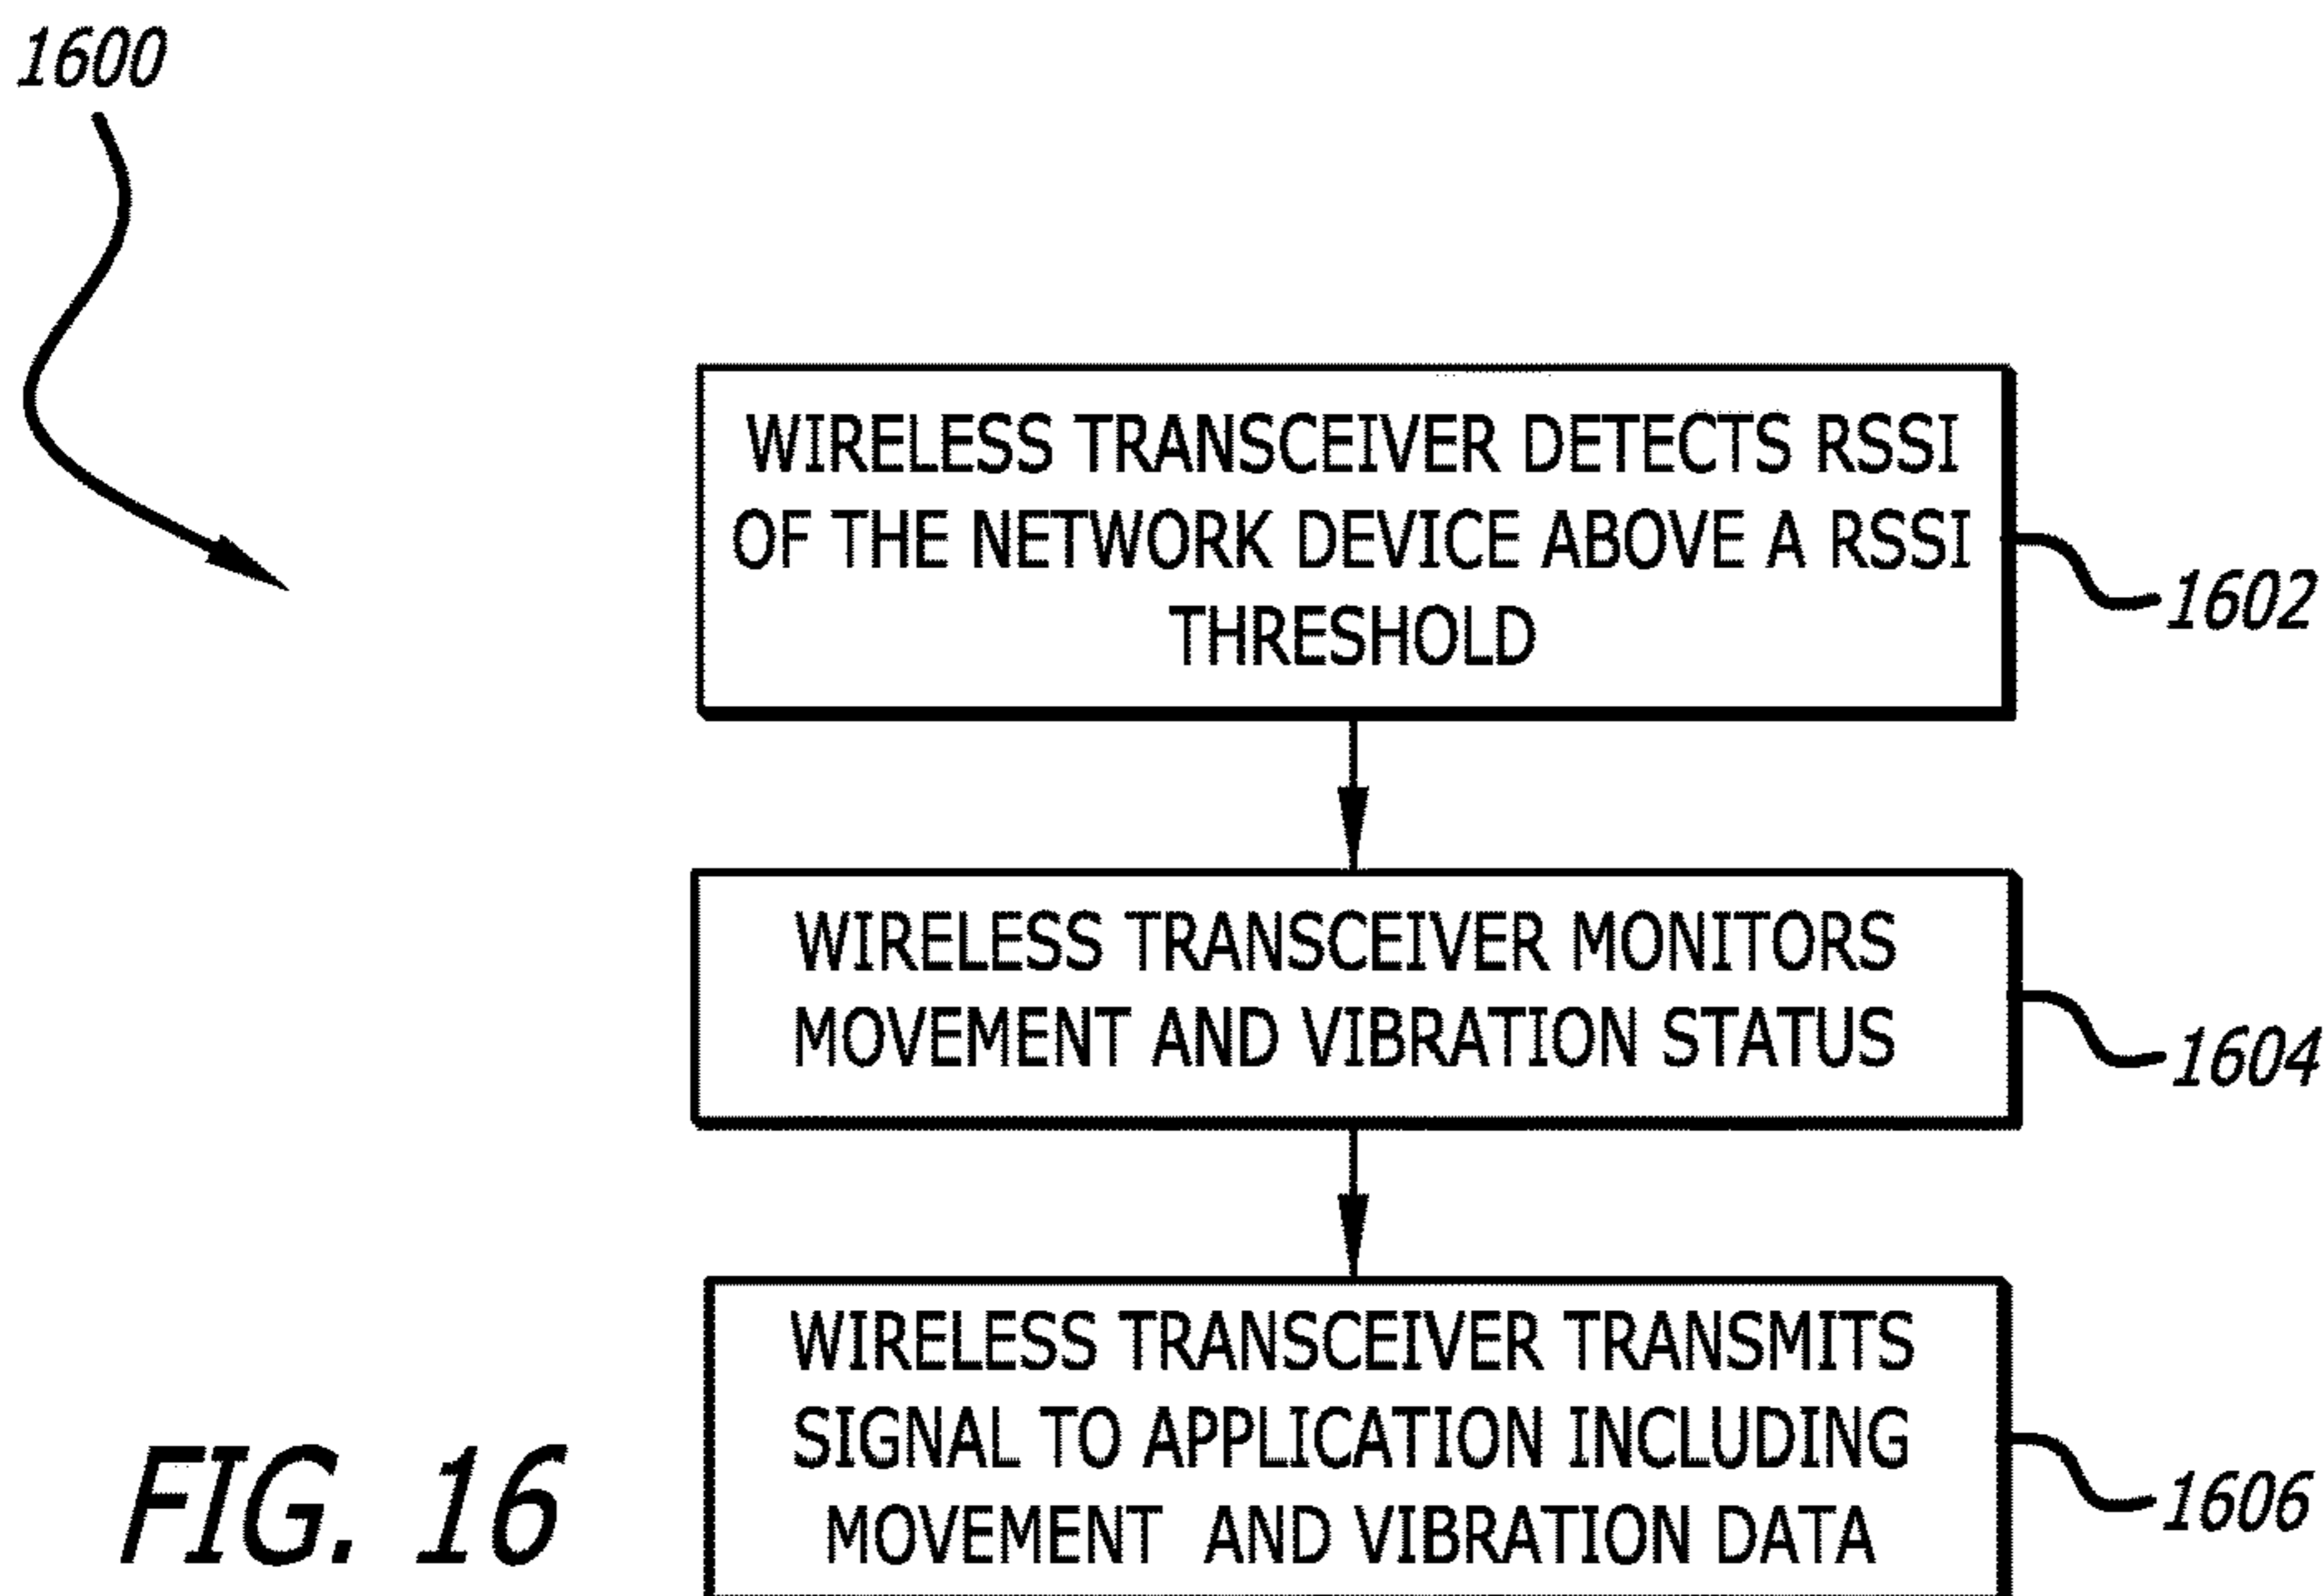 1600
WIRELESS TRANSCEIVER DETECTS RSSI
OF THE NETWORK DEVICE ABOVE A RSSI
THRESHOLD
1602
WIRELESS TRANSCEIVER MONITORS
MOVEMENT AND VIBRATION STATUS
1604
WIRELESS TRANSCEIVER TRANSMITS
SIGNAL TO APPLICATION INCLUDING
MOVEMENT AND VIBRATION DATA
1606
FIG. 16